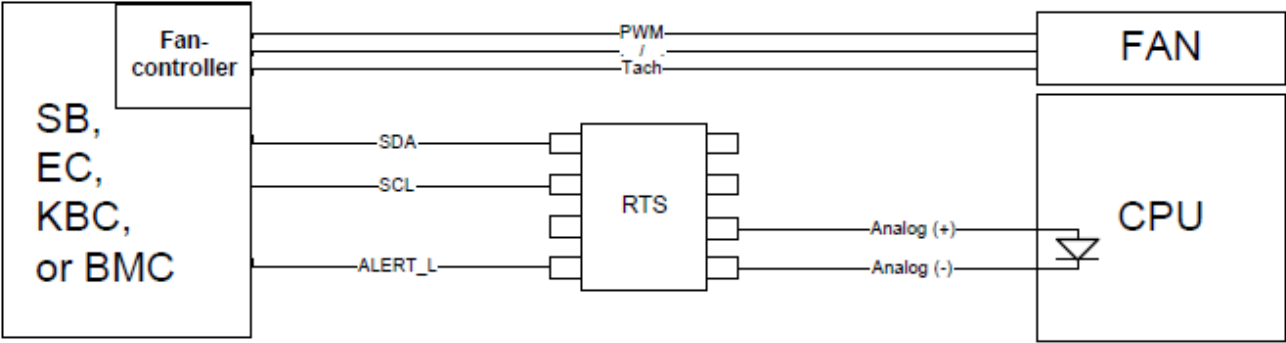 Fan-
controller
PWM
. / .
Tach
FAN
SB,
EC,
KBC,
or BMC
SDA
SCL
ALERT_L
RTS
Analog (+)
Analog (-)
CPU